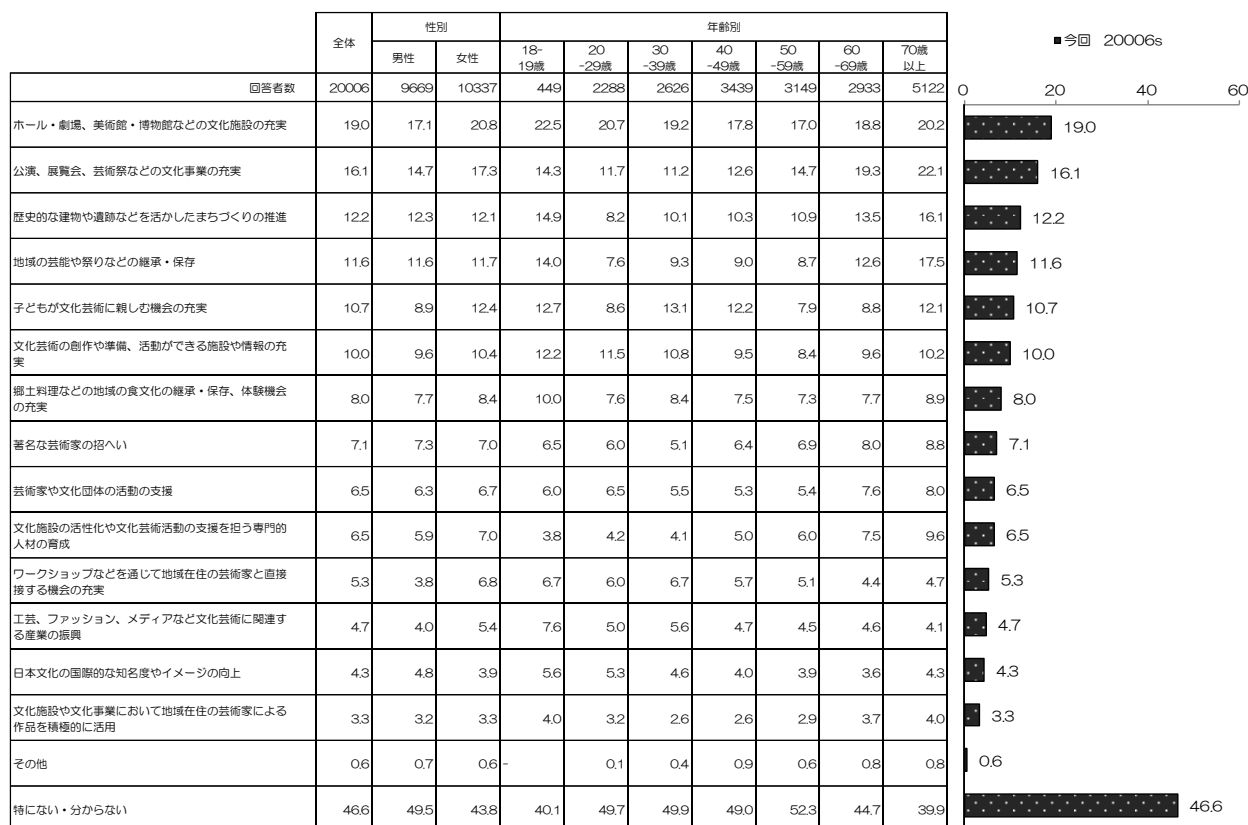 性別 年齢別
全体 男性 女性 18-19歳 20-29歳 30-39歳 40-49歳 50-59歳 60-69歳 70歳以上
回答者数 20006 9669 10337 449 2288 2626 3439 3149 2933 5122
ホール・劇場、美術館・博物館などの文化施設の充実 19.0 17.1 20.8 22.5 20.7 19.2 17.8 17.0 18.8 20.2
公演、展覧会、芸術祭などの文化事業の充実 16.1 14.7 17.3 14.3 11.7 11.2 12.6 14.7 19.3 22.1
歴史的な建物や遺跡などを活かしたまちづくりの推進 12.2 12.3 12.1 14.9 8.2 10.1 10.3 10.9 13.5 16.1
地域の芸能や祭りなどの継承・保存 11.6 11.6 11.7 14.0 7.6 9.3 9.0 8.7 12.6 17.5
子どもが文化芸術に親しむ機会の充実 10.7 8.9 12.4 12.7 8.6 13.1 12.2 7.9 8.8 12.1
文化芸術の創作や準備、活動ができる施設や情報の充
実 10.0 9.6 10.4 12.2 11.5 10.8 9.5 8.4 9.6 10.2
郷土料理などの地域の食文化の継承・保存、体験機会
の充実 8.0 7.7 8.4 10.0 7.6 8.4 7.5 7.3 7.7 8.9
著名な芸術家の招へい 7.1 7.3 7.0 6.5 6.0 5.1 6.4 6.9 8.0 8.8
芸術家や文化団体の活動の支援 6.5 6.3 6.7 6.0 6.5 5.5 5.3 5.4 7.6 8.0
文化施設の活性化や文化芸術活動の支援を担う専門的
人材の育成 6.5 5.9 7.0 3.8 4.2 4.1 5.0 6.0 7.5 9.6
ワークショップなどを通じて地域在住の芸術家と直接
接する機会の充実 5.3 3.8 6.8 6.7 6.0 6.7 5.7 5.1 4.4 4.7
工芸、ファッション、メディアなど文化芸術に関連す
る産業の振興 4.7 4.0 5.4 7.6 5.0 5.6 4.7 4.5 4.6 4.1
日本文化の国際的な知名度やイメージの向上 4.3 4.8 3.9 5.6 5.3 4.6 4.0 3.9 3.6 4.3
文化施設や文化事業において地域在住の芸術家による
作品を積極的に活用 3.3 3.2 3.3 4.0 3.2 2.6 2.6 2.9 3.7 4.0
その他 0.6 0.7 0.6 - 0.1 0.4 0.9 0.6 0.8 0.8
特にない・分からない 46.6 49.5 43.8 40.1 49.7 49.9 49.0 52.3 44.7 39.9
■今回 20006s
0 20 40 60
19.0
16.1
12.2
11.6
10.7
10.0
8.0
7.1
6.5
6.5
5.3
4.7
4.3
3.3
0.6
46.6